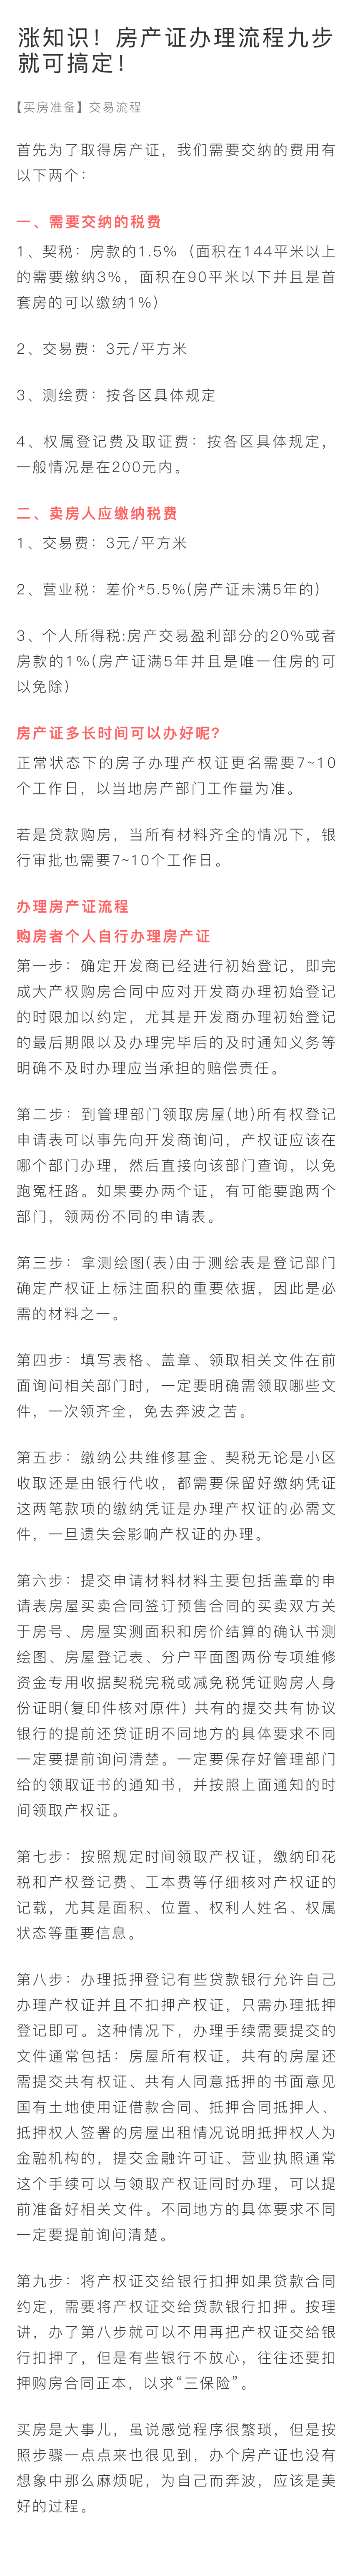 涨知识！房产证办理流程九步
就可搞定！
【买房准备】交易流程
首先为了取得房产证，我们需要交纳的费用有
以下两个：
一、需要交纳的税费
1、契税：房款的1.5%（面积在144平米以上
的需要缴纳3%，面积在90平米以下并且是首
套房的可以缴纳1%)
2、交易费：3元/平方米
3、测绘费：按各区具体规定
4、权属登记费及取证费：按各区具体规定，
一般情况是在200元内。
二、卖房人应缴纳税费
1、交易费：3元/平方米
2、营业税：差价*5.5%(房产证未满5年的)
3、个人所得税:房产交易盈利部分的20%或者
房款的1%(房产证满5年并且是唯一住房的可
以免除)
房产证多长时间可以办好呢?
正常状态下的房子办理产权证更名需要7~10
个工作日，以当地房产部门工作量为准。
若是贷款购房，当所有材料齐全的情况下，银
行审批也需要7~10个工作日。
办理房产证流程
购房者个人自行办理房产证
第一步：确定开发商已经进行初始登记，即完
成大产权购房合同中应对开发商办理初始登记
的时限加以约定，尤其是开发商办理初始登记
的最后期限以及办理完毕后的及时通知义务等
明确不及时办理应当承担的赔偿责任。
第二步：到管理部门领取房屋(地)所有权登记
申请表可以事先向开发商询问，产权证应该在
哪个部门办理，然后直接向该部门查询，以免
跑冤枉路。如果要办两个证，有可能要跑两个
部门，领两份不同的申请表。
第三步：拿测绘图(表)由于测绘表是登记部门
确定产权证上标注面积的重要依据，因此是必
需的材料之一。
第四步：填写表格、盖章、领取相关文件在前
面询问相关部门时，一定要明确需领取哪些文
件，一次领齐全，免去奔波之苦。
第五步：缴纳公共维修基金、契税无论是小区
收取还是由银行代收，都需要保留好缴纳凭证
这两笔款项的缴纳凭证是办理产权证的必需文
件，一旦遗失会影响产权证的办理。
第六步：提交申请材料材料主要包括盖章的申
请表房屋买卖合同签订预售合同的买卖双方关
于房号、房屋实测面积和房价结算的确认书测
绘图、房屋登记表、分户平面图两份专项维修
资金专用收据契税完税或减免税凭证购房人身
份证明(复印件核对原件) 共有的提交共有协议
银行的提前还贷证明不同地方的具体要求不同
一定要提前询问清楚。一定要保存好管理部门
给的领取证书的通知书，并按照上面通知的时
间领取产权证。
第七步：按照规定时间领取产权证，缴纳印花
税和产权登记费、工本费等仔细核对产权证的
记载，尤其是面积、位置、权利人姓名、权属
状态等重要信息。
第八步：办理抵押登记有些贷款银行允许自己
办理产权证并且不扣押产权证，只需办理抵押
登记即可。这种情况下，办理手续需要提交的
文件通常包括：房屋所有权证，共有的房屋还
需提交共有权证、共有人同意抵押的书面意见
国有土地使用证借款合同、抵押合同抵押人、
抵押权人签署的房屋出租情况说明抵押权人为
金融机构的，提交金融许可证、营业执照通常
这个手续可以与领取产权证同时办理，可以提
前准备好相关文件。不同地方的具体要求不同
一定要提前询问清楚。
第九步：将产权证交给银行扣押如果贷款合同
约定，需要将产权证交给贷款银行扣押。按理
讲，办了第八步就可以不用再把产权证交给银
行扣押了，但是有些银行不放心，往往还要扣
押购房合同正本，以求“三保险”。
买房是大事儿，虽说感觉程序很繁琐，但是按
照步骤一点点来也很见到，办个房产证也没有
想象中那么麻烦呢，为自己而奔波，应该是美
好的过程。